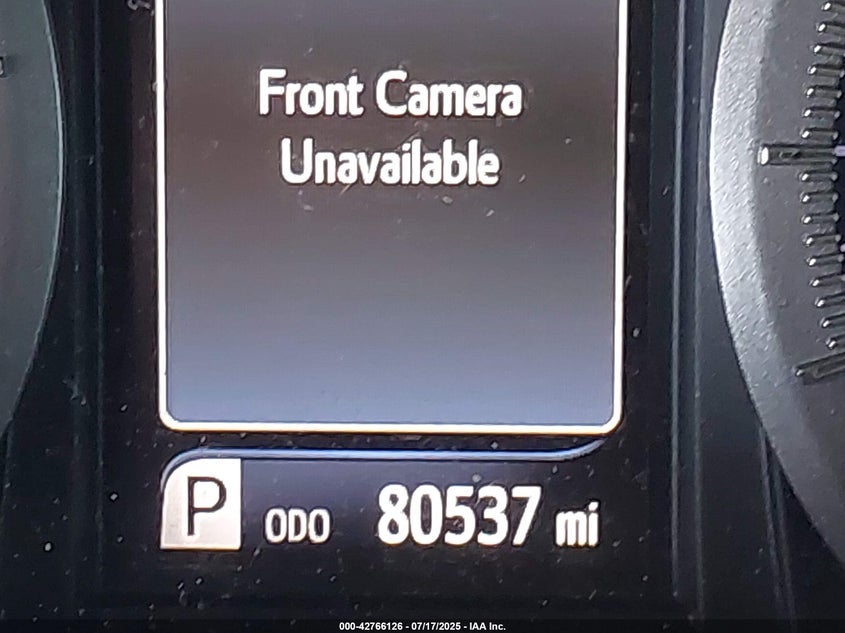 Front Camera
Unavailable
P ODO 80537 mi
000-42766126 - 07/17/2025 - IAA Inc.